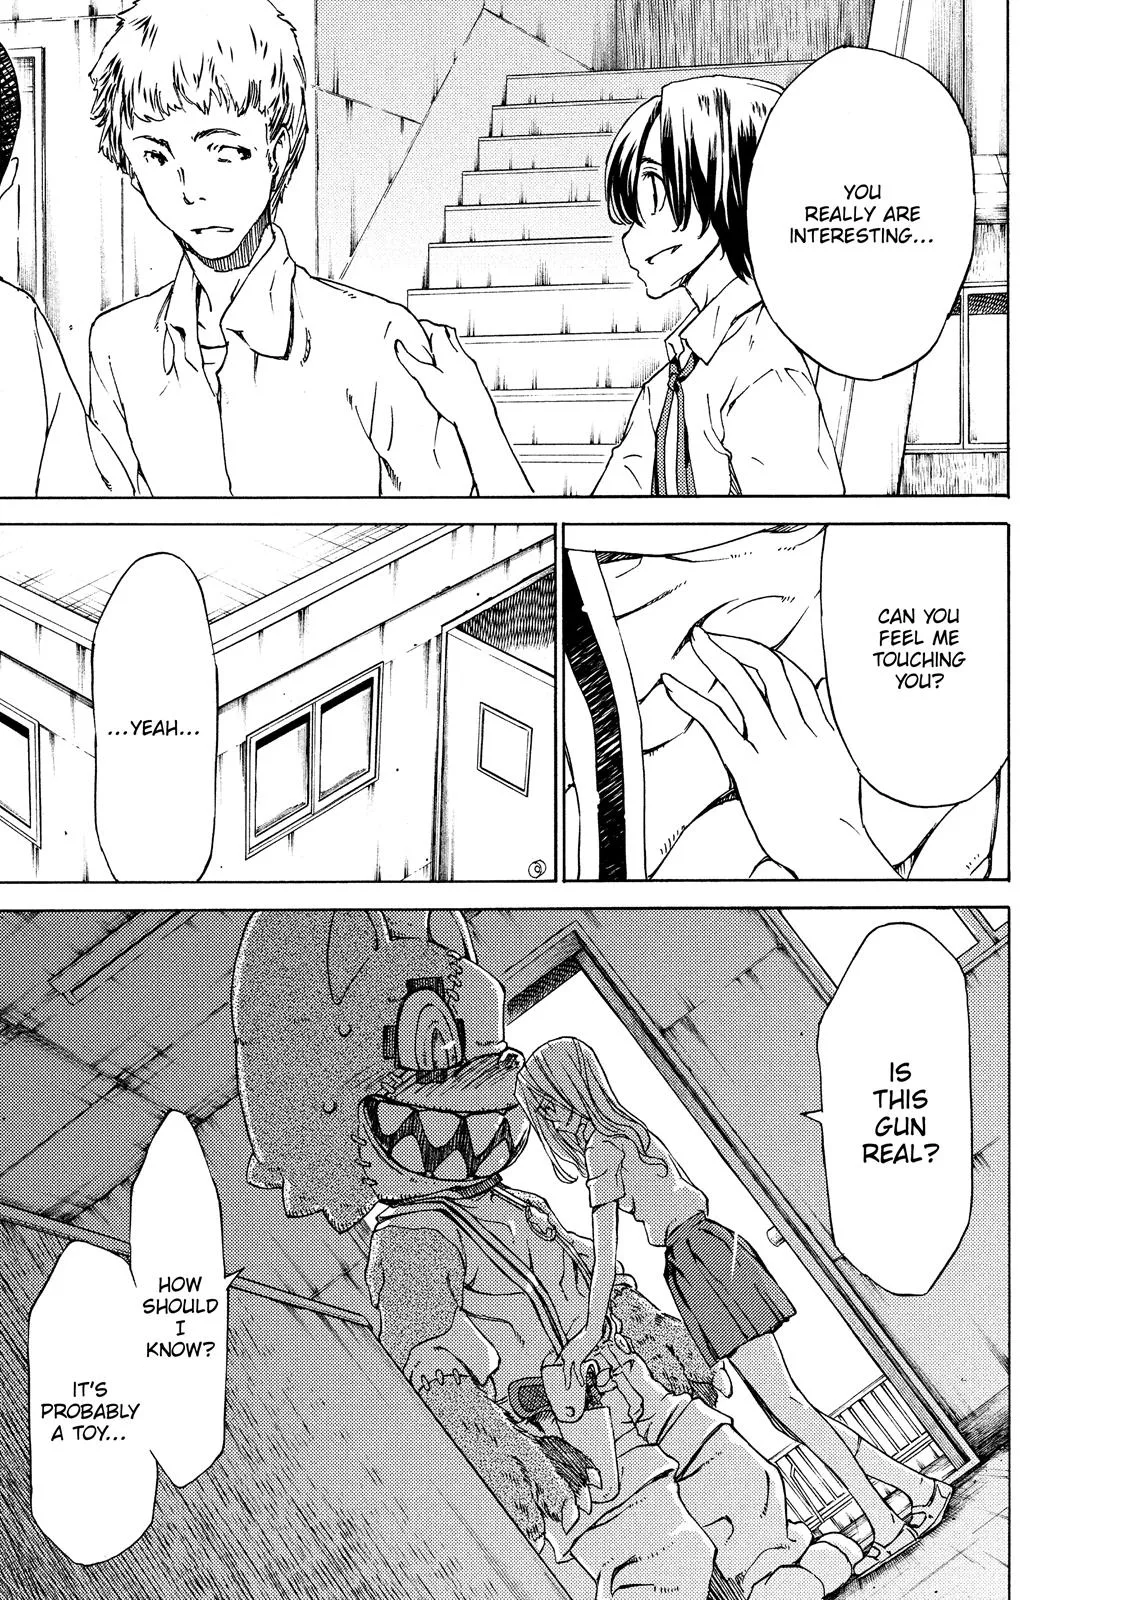 YOU
REALLY ARE
INTERESTING...
CAN YOU
FEEL ME
TOUCHING
YOU?
...YEAH...
IS
THIS
GUN
REAL?
HOW
SHOULD
I
KNOW?
IT'S
PROBABLY
A TOY...